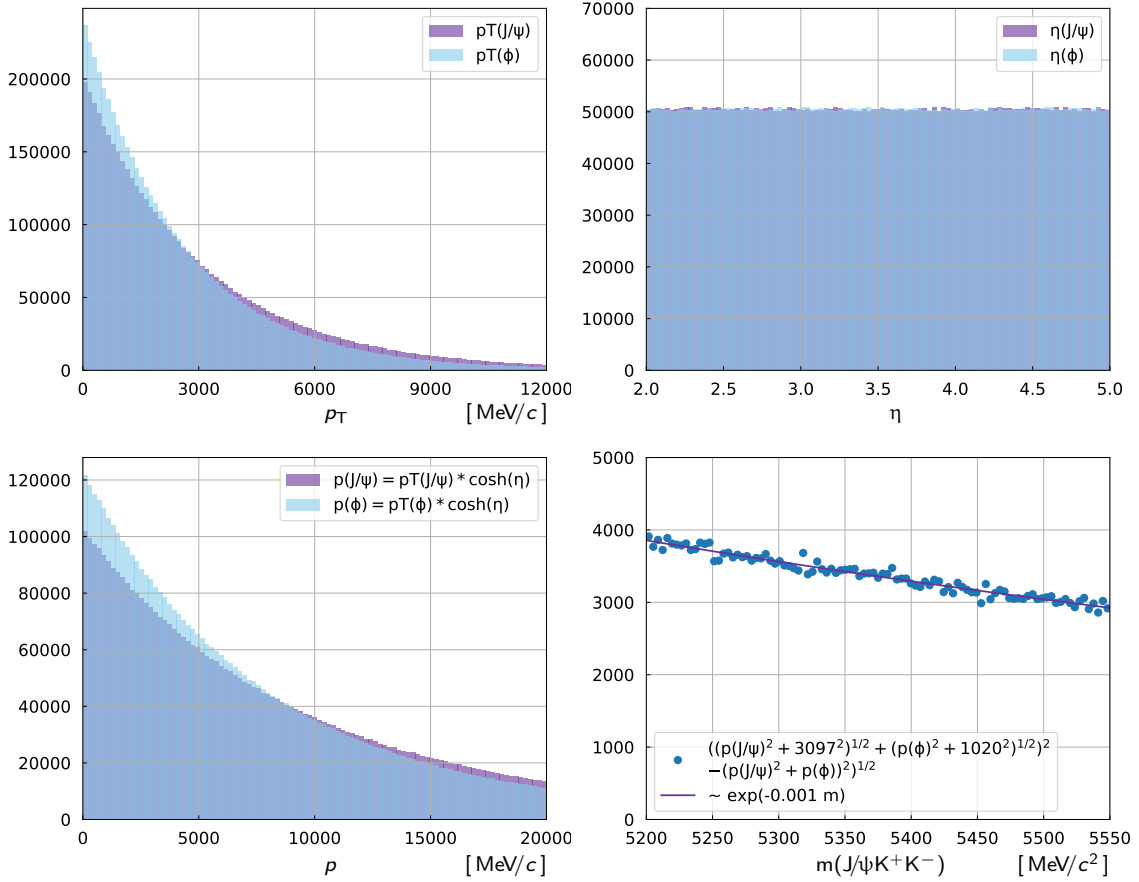 pT(J/ψ)
pT(ϕ)
200000
150000
100000
50000
0
0 3000 6000 9000 12000
p_T [MeV/c]
η(J/ψ)
η(ϕ)
70000
60000
50000
40000
30000
20000
10000
0
2.0 2.5 3.0 3.5 4.0 4.5 5.0
η
p(J/ψ) = pT(J/ψ) * cosh(η)
p(ϕ) = pT(ϕ) * cosh(η)
120000
100000
80000
60000
40000
20000
0
0 5000 10000 15000 20000
p [MeV/c]
5000
4000
3000
2000
1000
0
((p(J/ψ)² + 3097²)^{1/2} + (p(ϕ)² + 1020²)^{1/2})²
−(p(J/ψ)² + p(ϕ))²)^{1/2}
~ exp(-0.001 m)
5200 5250 5300 5350 5400 5450 5500 5550
m(J/ψK⁺K⁻) [MeV/c²]